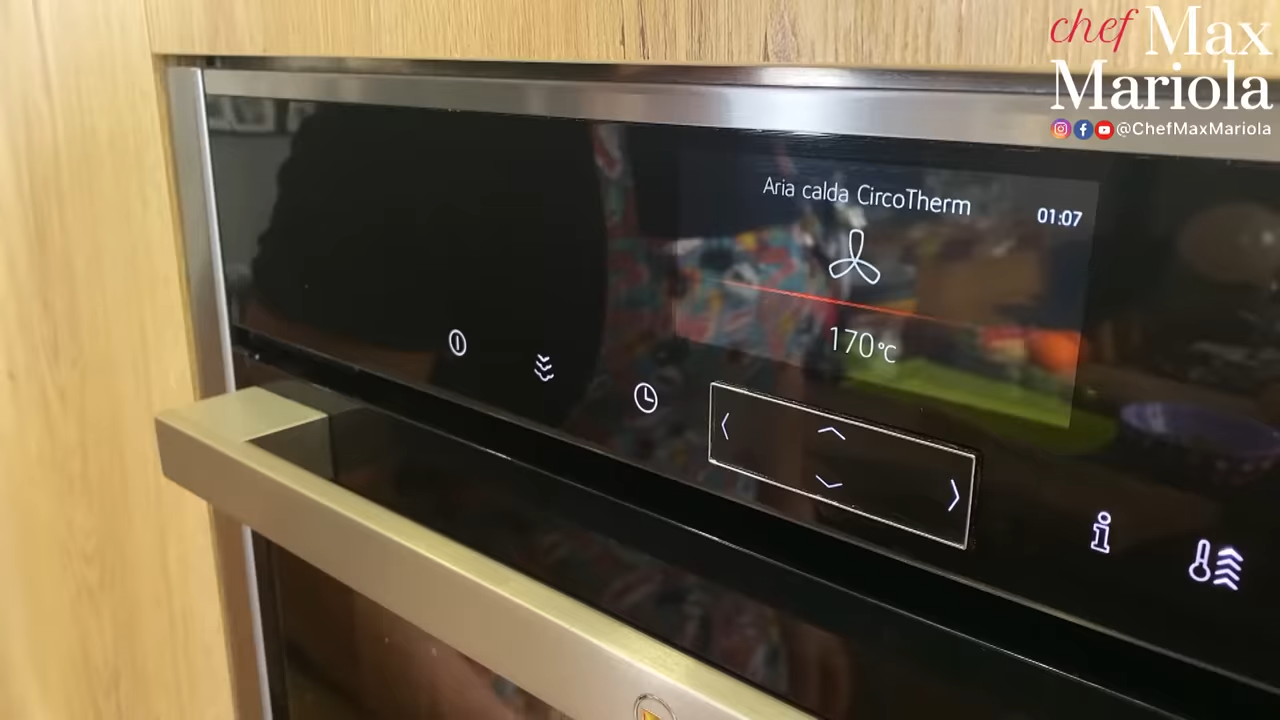 chef Max
Mariola
@ChefMaxMariola
Aria calda CircoTherm
01:07
170°C